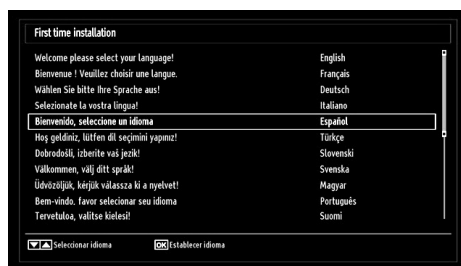 First time installation
Welcome please select your language! English
Bienvenue ! Veuillez choisir une langue. Français
Wählen Sie bitte Ihre Sprache aus! Deutsch
Selezionate la vostra lingua! Italiano
Bienvenido, seleccione un idioma Español
Hoş geldiniz, lütfen dil seçimini yapınız! Türkçe
Dobrodošli, izberite vaš jezik! Slovenski
Välkommen, välj ditt språk! Svenska
Üdvözöljük, kérjük válassza ki a nyelvet! Magyar
Bem-vindo. favor selecionar seu idioma Português
Tervetuloa, valitse kielesi! Suomi
Seleccionar idioma OK Establecer idioma